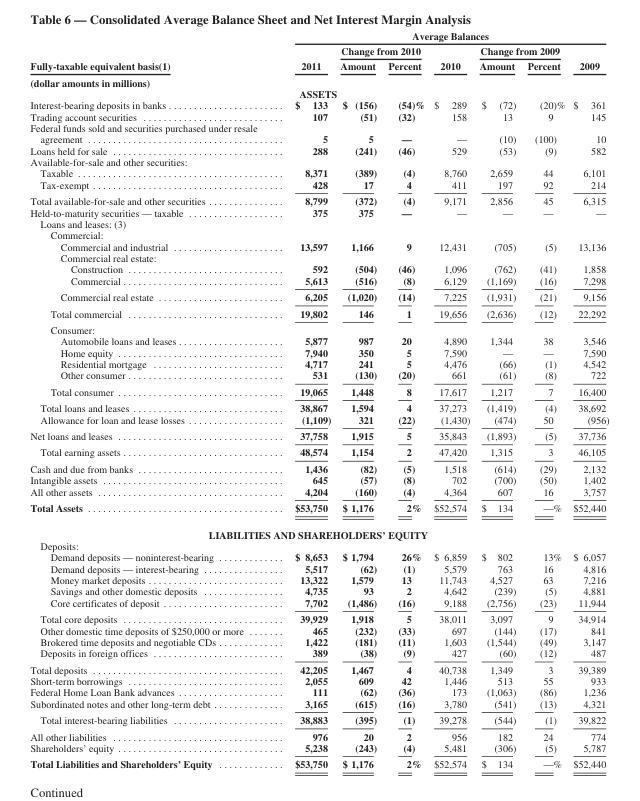 Table 6 — Consolidated Average Balance Sheet and Net Interest Margin Analysis
Average Balances
Change from 2010 Change from 2009
Fully-taxable equivalent basis(1) 2011 Amount Percent 2010 Amount Percent 2009
(dollar amounts in millions)
ASSETS
Interest-bearing deposits in banks $ 133 $ (156) (54)% $ 289 $ (72) (20)% $ 361
Trading account securities 107 (51) (32) 158 13 9 145
Federal funds sold and securities purchased under resale
agreement 5 5 — — (10) (100) 10
Loans held for sale 288 (241) (46) 529 (53) (9) 582
Available-for-sale and other securities:
Taxable 8,371 (389) (4) 8,760 2,659 44 6,101
Tax-exempt 428 17 4 411 197 92 214
Total available-for-sale and other securities 8,799 (372) (4) 9,171 2,856 45 6,315
Held-to-maturity securities — taxable 375 375 — — — — —
Loans and leases: (3)
Commercial:
Commercial and industrial 13,597 1,166 9 12,431 (705) (5) 13,136
Commercial real estate:
Construction 592 (504) (46) 1,096 (762) (41) 1,858
Commercial 5,613 (516) (8) 6,129 (1,169) (16) 7,298
Commercial real estate 6,205 (1,020) (14) 7,225 (1,931) (21) 9,156
Total commercial 19,802 146 1 19,656 (2,636) (12) 22,292
Consumer:
Automobile loans and leases 5,877 987 20 4,890 1,344 38 3,546
Home equity 7,940 350 5 7,590 — — 7,590
Residential mortgage 4,717 241 5 4,476 (66) (1) 4,542
Other consumer 531 (130) (20) 661 (61) (8) 722
Total consumer 19,065 1,448 8 17,617 1,217 7 16,400
Total loans and leases 38,867 1,594 4 37,273 (1,419) (4) 38,692
Allowance for loan and lease losses (1,109) 321 (22) (1,430) (474) 50 (956)
Net loans and leases 37,758 1,915 5 35,843 (1,893) (5) 37,736
Total earning assets 48,574 1,154 2 47,420 1,315 3 46,105
Cash and due from banks 1,436 (82) (5) 1,518 (614) (29) 2,132
Intangible assets 645 (57) (8) 702 (700) (50) 1,402
All other assets 4,204 (160) (4) 4,364 607 16 3,757
Total Assets $53,750 $ 1,176 2% $52,574 $ 134 —% $52,440
LIABILITIES AND SHAREHOLDERS' EQUITY
Deposits:
Demand deposits — noninterest-bearing $ 8,653 $ 1,794 26% $ 6,859 $ 802 13% $ 6,057
Demand deposits — interest-bearing 5,517 (62) (1) 5,579 763 16 4,816
Money market deposits 13,322 1,579 13 11,743 4,527 63 7,216
Savings and other domestic deposits 4,735 93 2 4,642 (239) (5) 4,881
Core certificates of deposit 7,702 (1,486) (16) 9,188 (2,756) (23) 11,944
Total core deposits 39,929 1,918 5 38,011 3,097 9 34,914
Other domestic time deposits of $250,000 or more 465 (232) (33) 697 (144) (17) 841
Brokered time deposits and negotiable CDs 1,422 (181) (11) 1,603 (1,544) (49) 3,147
Deposits in foreign offices 389 (38) (9) 427 (60) (12) 487
Total deposits 42,205 1,467 4 40,738 1,349 3 39,389
Short-term borrowings 2,055 609 42 1,446 513 55 933
Federal Home Loan Bank advances 111 (62) (36) 173 (1,063) (86) 1,236
Subordinated notes and other long-term debt 3,165 (615) (16) 3,780 (541) (13) 4,321
Total interest-bearing liabilities 38,883 (395) (1) 39,278 (544) (1) 39,822
All other liabilities 976 20 2 956 182 24 774
Shareholders' equity 5,238 (243) (4) 5,481 (306) (5) 5,787
Total Liabilities and Shareholders' Equity $53,750 $ 1,176 2% $52,574 $ 134 —% $52,440
Continued